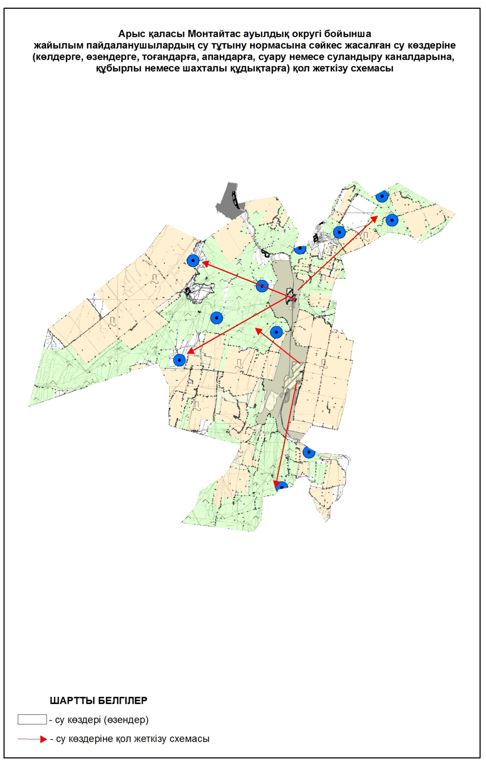 Арыс қаласы Монтайтас ауылдық округі бойынша
жайылым пайдаланушылардың су тұтыну нормасына сәйкес жасалған су көздеріне
(көлдерге, өзендерге, тоғандарға, апандарға, суару немесе суландыру каналдарына,
құбырлы немесе шахталы құдықтарға) қол жеткізу схемасы
ШАРТТЫ БЕЛГІЛЕР
- су көздері (өзендер)
- су көздеріне қол жеткізу схемасы